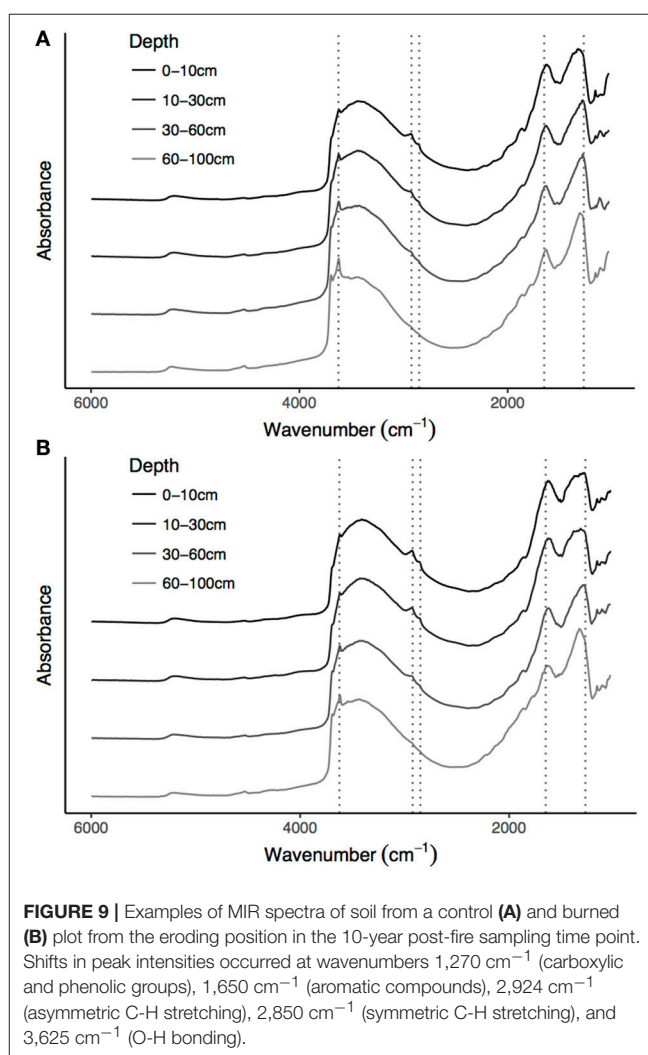 A
Depth
0–10cm
10–30cm
30–60cm
60–100cm
Absorbance
6000 4000 2000
Wavenumber (cm⁻¹)
B
Depth
0–10cm
10–30cm
30–60cm
60–100cm
Absorbance
6000 4000 2000
Wavenumber (cm⁻¹)
FIGURE 9 | Examples of MIR spectra of soil from a control (A) and burned
(B) plot from the eroding position in the 10-year post-fire sampling time point.
Shifts in peak intensities occurred at wavenumbers 1,270 cm⁻¹ (carboxylic
and phenolic groups), 1,650 cm⁻¹ (aromatic compounds), 2,924 cm⁻¹
(asymmetric C-H stretching), 2,850 cm⁻¹ (symmetric C-H stretching), and
3,625 cm⁻¹ (O-H bonding).